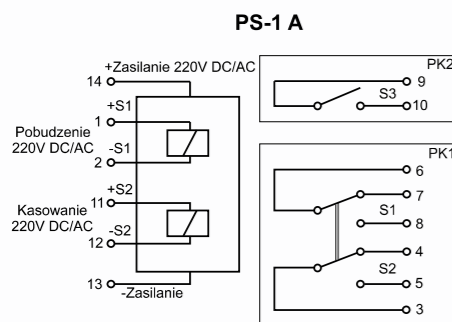 PS-1 A
+Zasilanie 220V DC/AC
14
+S1
1
Pobudzenie
220V DC/AC
-S1
2
+S2
11
Kasowanie
220V DC/AC
-S2
12
13
-Zasilanie
PK2
9
S3
10
PK1
6
7
S1
8
4
S2
5
3